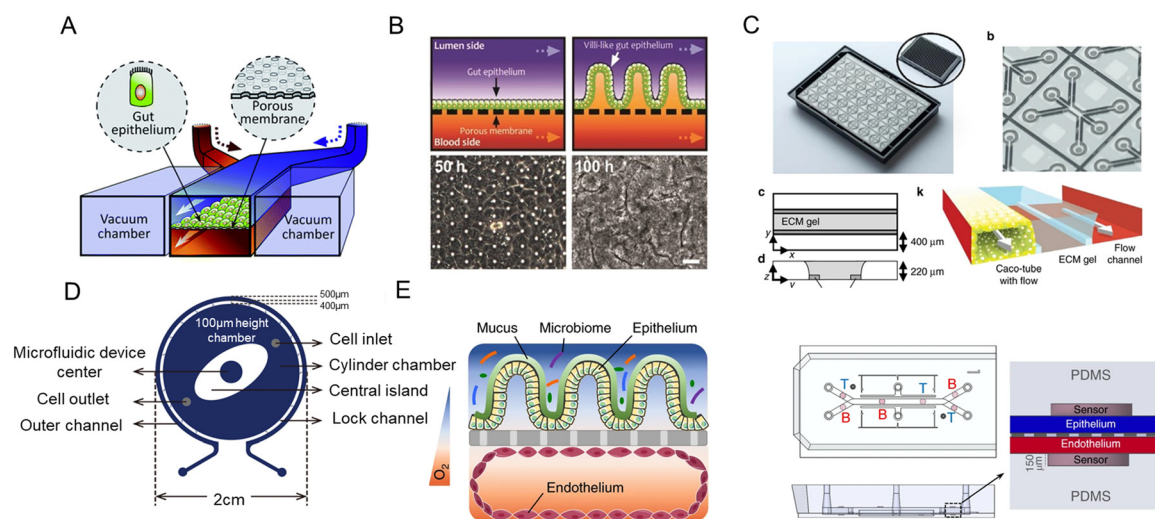 A
Gut
epithelium
Porous
membrane
Vacuum
chamber
Vacuum
chamber
B
Lumen side
Villi-like gut epithelium
Gut epithelium
Porous membrane
Blood side
50 h
100 h
C
b
c
ECM gel
y
x
400 μm
d
z
v
220 μm
k
Flow
channel
ECM gel
Caco-tube
with flow
D
500μm
400μm
100μm height
chamber
Cell inlet
Microfluidic device
center
Cylinder chamber
Central island
Cell outlet
Lock channel
Outer channel
2cm
E
Mucus
Microbiome
Epithelium
O2
Endothelium
T
B
B
T
B
B
T
PDMS
Sensor
Epithelium
Endothelium
Sensor
150
μm
PDMS